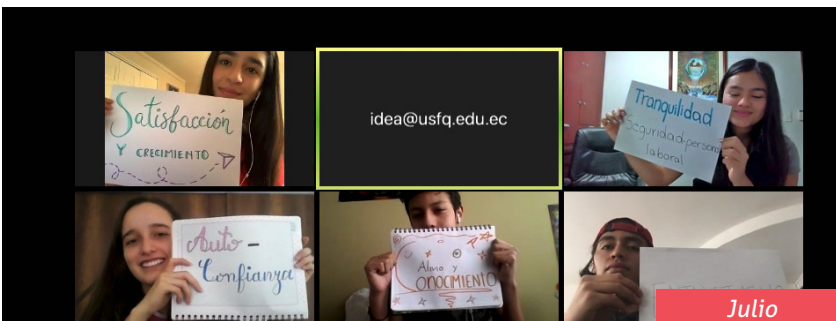 Satisfacción
Y CRECIMIENTO
idea@usfq.edu.ec
Tranquilidad
Seguridad personal
laboral
Auto-
Confianza
Alma y
CONOCIMIENTO
Julio